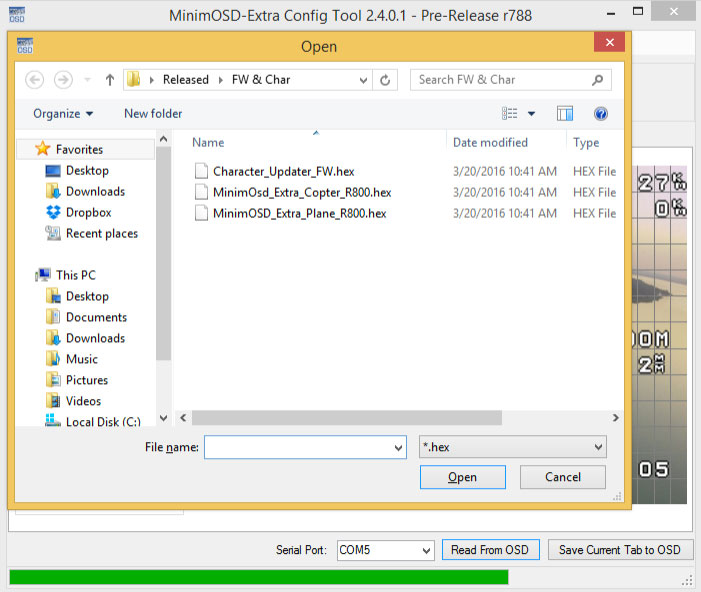 MinimOSD-Extra Config Tool 2.4.0.1 - Pre-Release r788
Open
Released FW & Char
Search FW & Char
Organize New folder
Name Date modified Type
Favorites
Desktop
Downloads
Dropbox
Recent places
This PC
Desktop
Documents
Downloads
Music
Pictures
Videos
Local Disk (C:)
Character_Updater_FW.hex 3/20/2016 10:41 AM HEX File
MinimOsd_Extra_Copter_R800.hex 3/20/2016 10:41 AM HEX File
MinimOSD_Extra_Plane_R800.hex 3/20/2016 10:41 AM HEX File
File name: *.hex
Open Cancel
27
0
0M
2
05
Serial Port: COM5 Read From OSD Save Current Tab to OSD